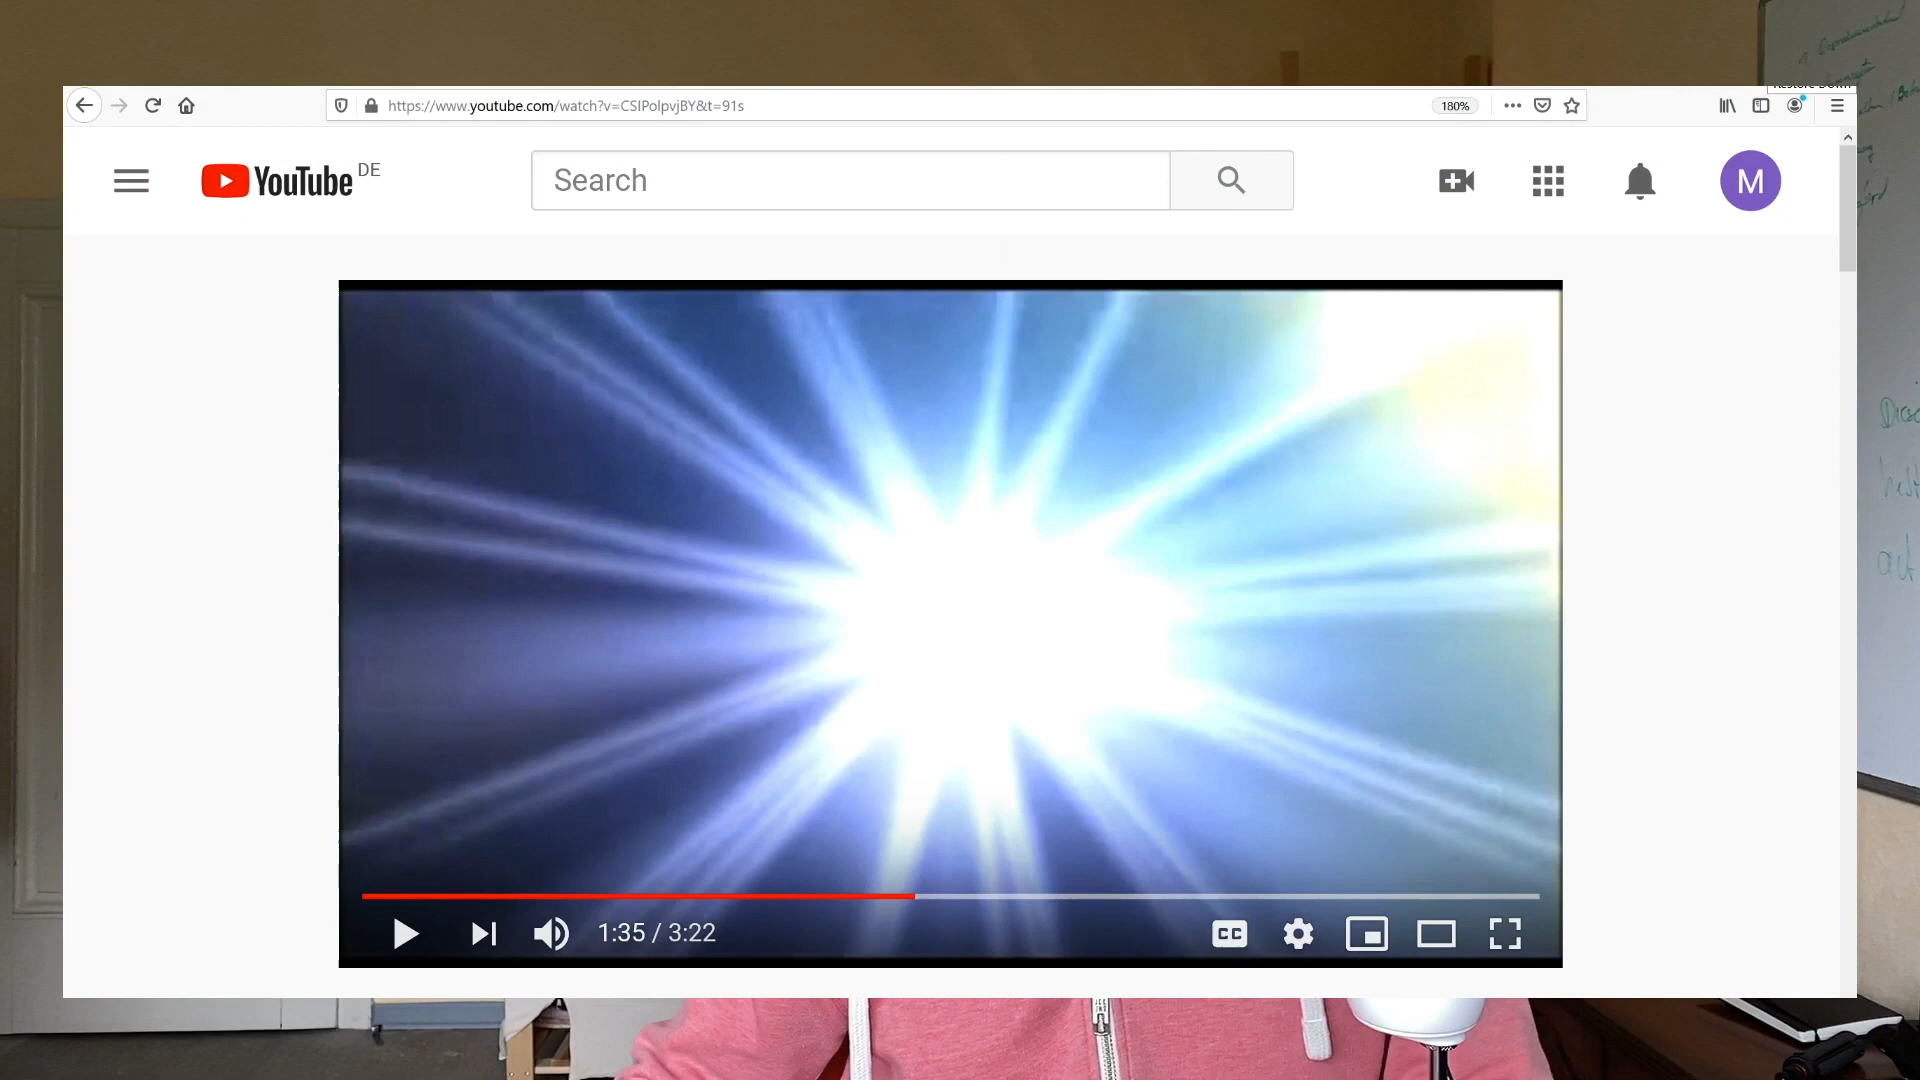 https://www.youtube.com/watch?v=CSIPolpvjBY&t=91s
180%
YouTube DE
Search
M
1:35 / 3:22
CC